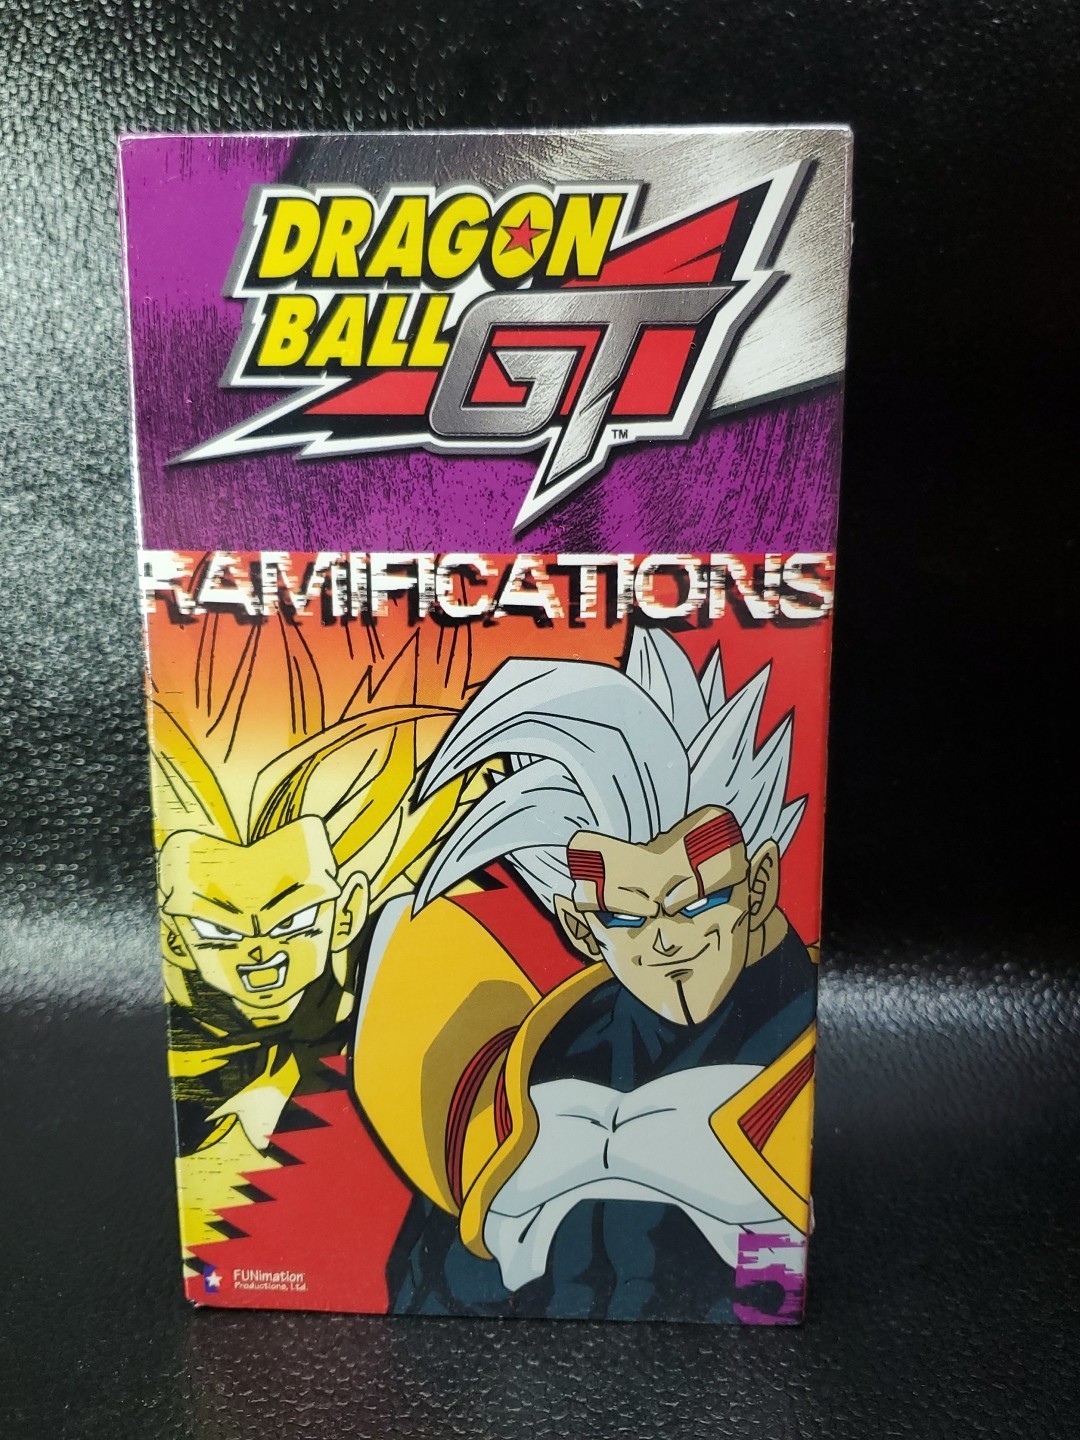 DRAGON
BALL
GT
TM
RAMIFICATIONS
FUNimation
Productions, Ltd.
5